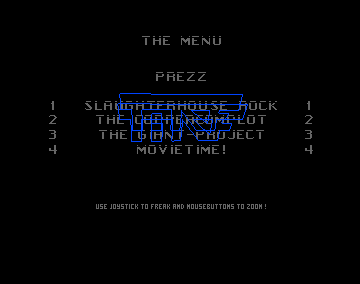 THE MENU
PREZZ
1 SLAUGHTERHOUSE ROCK 1
2 THE COPPERCOMPLOT 2
3 THE GIANT-PROJECT 3
4 MOVIETIME! 4
USE JOYSTICK TO FREAK AND MOUSEBUTTONS TO ZOOM!